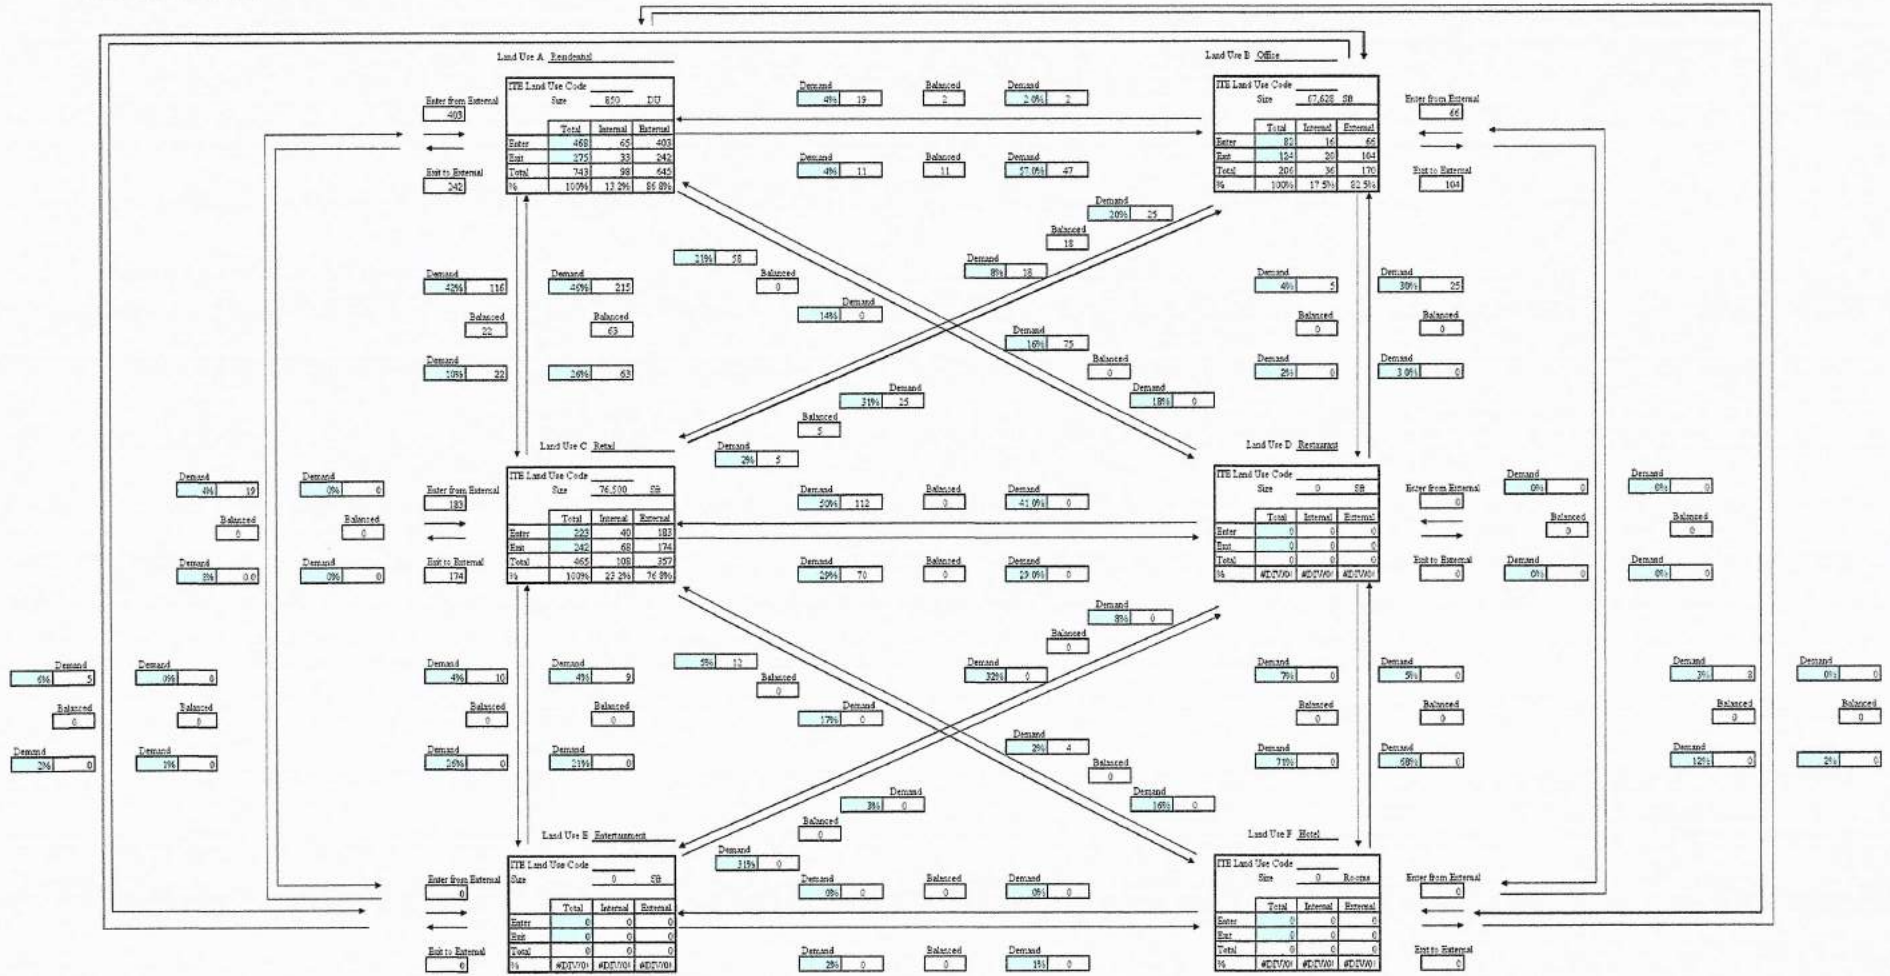 Land Use A Residential
ITE Land Use Code
Size 850 DU
Total Internal External
Enter 468 65 403
Exit 275 33 242
Total 743 98 645
% 100% 13.2% 86.8%
Enter from External
403
Exit to External
242
Demand Balanced Demand
4% 19 2 2.0% 2
Demand Balanced Demand
4% 11 11 57.0% 47
Land Use B Office
ITE Land Use Code
Size 67,628 Sft
Total Internal External
Enter 82 16 66
Exit 124 20 104
Total 206 36 170
% 100% 17.5% 82.5%
Enter from External
66
Exit to External
104
Demand
20% 25
Balanced
18
Demand
8% 18
21% 58
Balanced
0
Demand
14% 0
Demand Demand
42% 116 46% 215
Balanced Balanced
22 63
Demand
10% 22 26% 63
Demand
16% 75
Balanced
0
Demand
18% 0
Demand
31% 25
Balanced
5
Demand
2% 5
Demand Demand
4% 5 30% 25
Balanced Balanced
0 0
Demand Demand
2% 0 3.0% 0
Land Use C Retail
ITE Land Use Code
Size 76,500 Sft
Total Internal External
Enter 223 40 183
Exit 242 68 174
Total 465 108 357
% 100% 23.2% 76.8%
Enter from External
183
Exit to External
174
Demand Balanced Demand
50% 112 0 41.0% 0
Demand Balanced Demand
29% 70 0 29.0% 0
Land Use D Restaurant
ITE Land Use Code
Size 0 Sft
Total Internal External
Enter 0 0 0
Exit 0 0 0
Total 0 0 0
% #DIV/0! #DIV/0! #DIV/0!
Enter from External
0
Exit to External
0
Demand Demand
4% 19 0% 0
Balanced Balanced
0 0
Demand Demand
8% 0.0 0% 0
Demand Demand
0% 0 0
Balanced Balanced
0 0
Demand Demand
0% 0 0% 0
Demand Demand
6% 5 0% 0
Balanced Balanced
0 0
Demand Demand
2% 0 1% 0
Demand Demand
4% 10 4% 9
Balanced Balanced
0 0
Demand Demand
26% 0 21% 0
5% 12
Balanced
0
Demand
17% 0
Demand
8% 0
Balanced
0
Demand
32% 0
Demand
2% 4
Balanced
0
Demand
16% 0
Demand
3% 0
Balanced
0
Demand
31% 0
Demand Demand
7% 0 5% 0
Balanced Balanced
0 0
Demand Demand
71% 0 68% 0
Demand Demand
3% 8 0% 0
Balanced Balanced
0 0
Demand
12% 0 2% 0
Land Use E Entertainment
ITE Land Use Code
Size 0 Sft
Total Internal External
Enter 0 0 0
Exit 0 0 0
Total 0 0 0
% #DIV/0! #DIV/0! #DIV/0!
Enter from External
0
Exit to External
0
Demand Balanced Demand
0% 0 0 0% 0
Demand Balanced Demand
2% 0 0 1% 0
Land Use F Hotel
ITE Land Use Code
Size 0 Rooms
Total Internal External
Enter 0 0 0
Exit 0 0 0
Total 0 0 0
% #DIV/0! #DIV/0! #DIV/0!
Enter from External
0
Exit to External
0